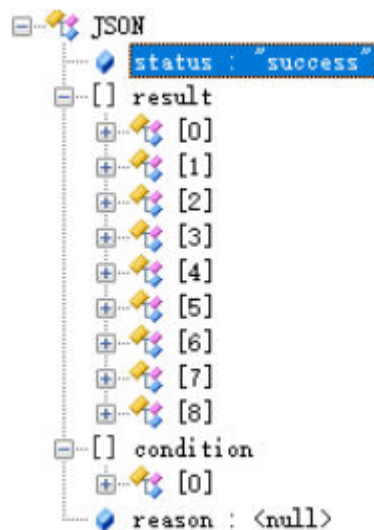 JSON
status : "success"
[] result
[0]
[1]
[2]
[3]
[4]
[5]
[6]
[7]
[8]
[] condition
[0]
reason : <null>